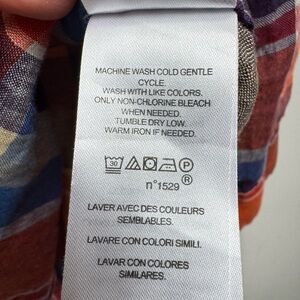 MACHINE WASH COLD GENTLE
CYCLE.
WASH WITH LIKE COLORS.
ONLY NON-CHLORINE BLEACH
WHEN NEEDED.
TUMBLE DRY LOW.
WARM IRON IF NEEDED.
30 P
R
n°1529
LAVER AVEC DES COULEURS
SEMBLABLES.
LAVARE CON COLORI SIMILI.
LAVAR CON COLORES
SIMILARES.